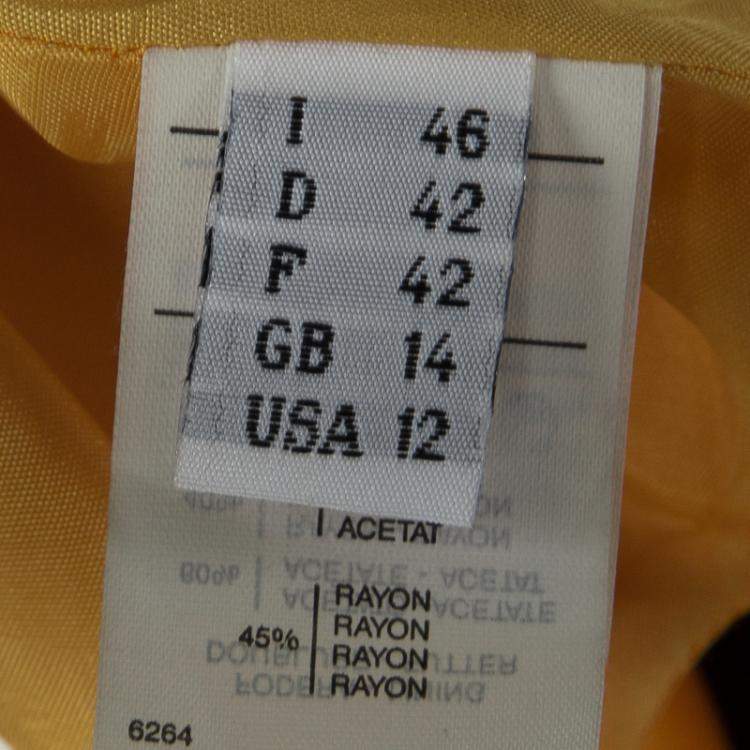 I 46
D 42
F 42
GB 14
USA 12
ACETAT
RAYON
RAYON
45%
RAYON
RAYON
6264